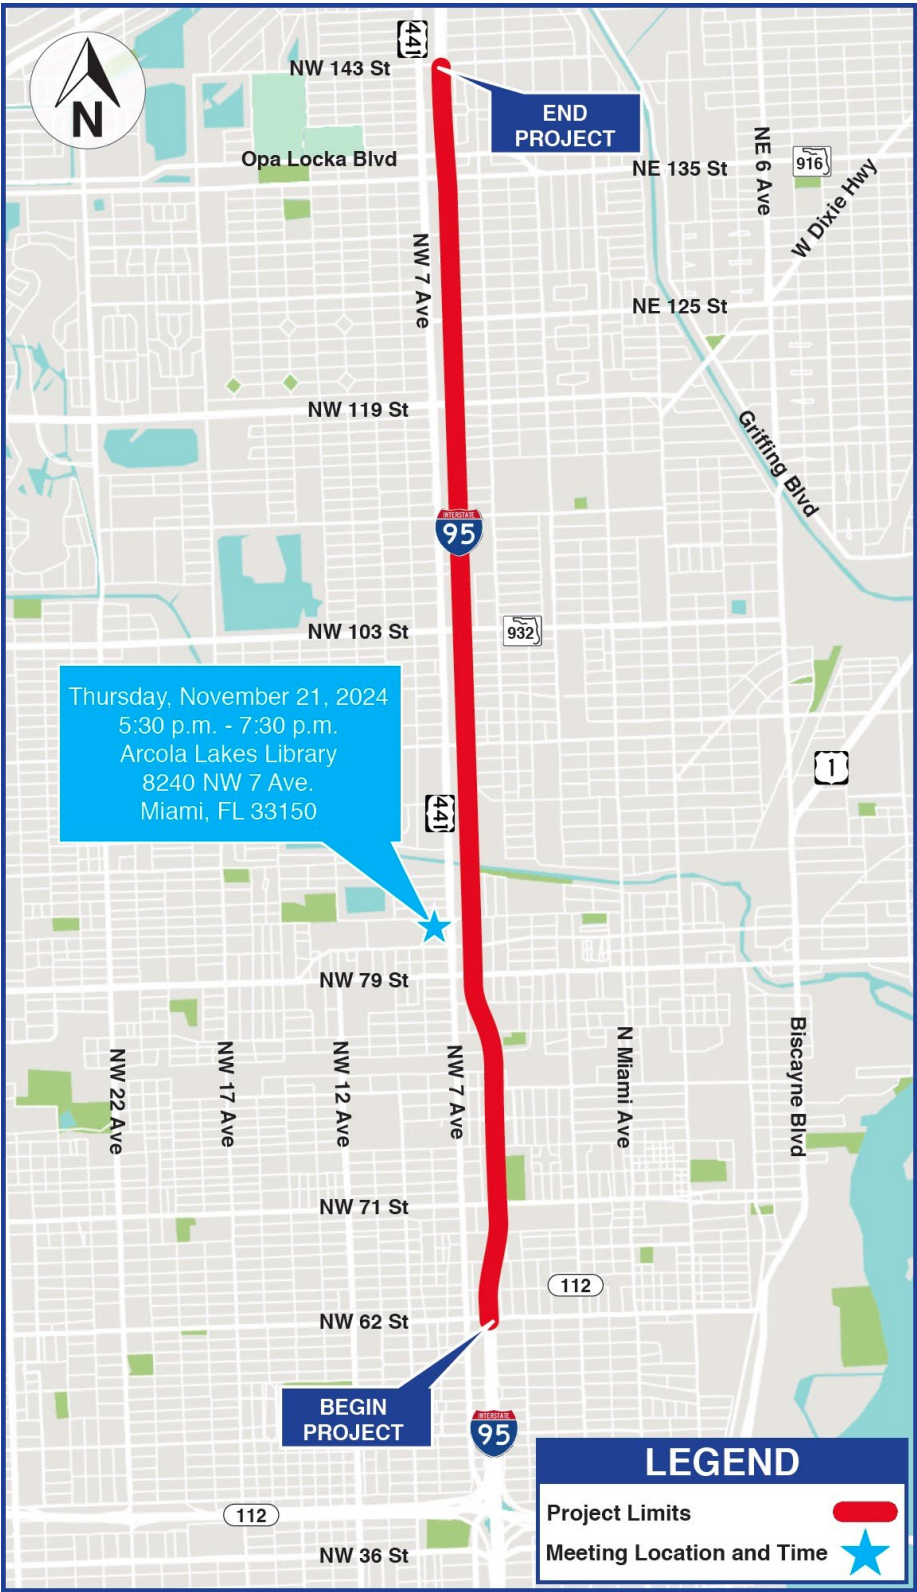 441
NW 143 St
N
END
PROJECT
Opa Locka Blvd
NE 135 St
NE 6 Ave
916
W Dixie Hwy
NW 7 Ave
NE 125 St
NW 119 St
Griffing Blvd
INTERSTATE
95
NW 103 St
932
Thursday, November 21, 2024
5:30 p.m. - 7:30 p.m.
Arcola Lakes Library
8240 NW 7 Ave.
Miami, FL 33150
1
441
NW 79 St
NW 22 Ave
NW 17 Ave
NW 12 Ave
NW 7 Ave
N Miami Ave
Biscayne Blvd
NW 71 St
112
NW 62 St
BEGIN
PROJECT
INTERSTATE
95
112
NW 36 St
LEGEND
Project Limits
Meeting Location and Time